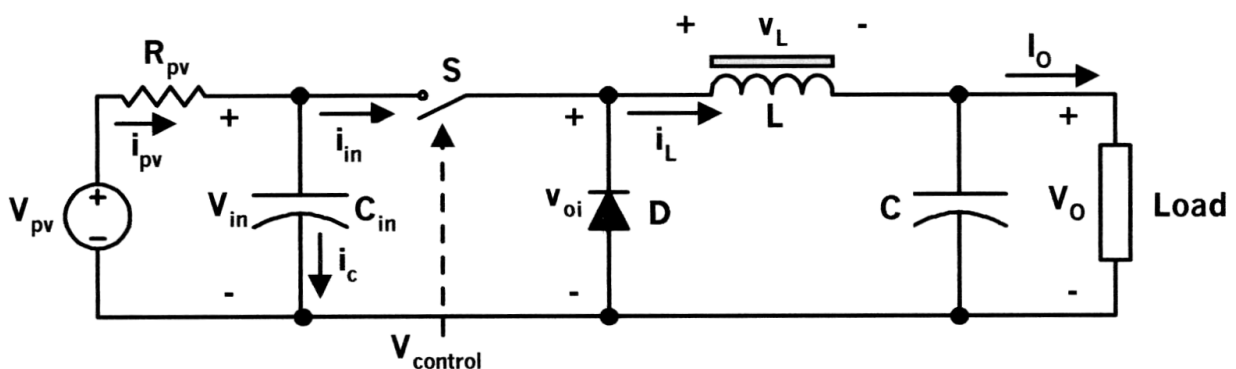 + v_L -
R_pv
S
I_O
+
i_pv
i_in
+
i_L
L
+
V_pv
+
−
V_in
C_in
v_oi
D
C
V_O
Load
i_c
-
-
-
V_control